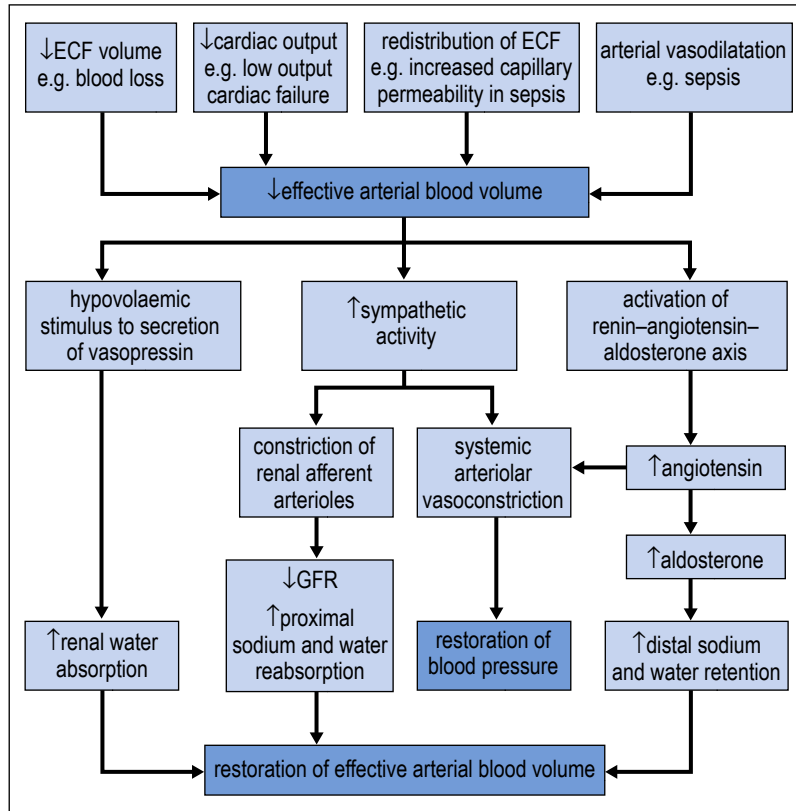 ↓ECF volume
e.g. blood loss
↓cardiac output
e.g. low output
cardiac failure
redistribution of ECF
e.g. increased capillary
permeability in sepsis
arterial vasodilatation
e.g. sepsis
↓effective arterial blood volume
hypovolaemic
stimulus to secretion
of vasopressin
↑sympathetic
activity
activation of
renin–angiotensin–
aldosterone axis
constriction of
renal afferent
arterioles
systemic
arteriolar
vasoconstriction
↑angiotensin
↑aldosterone
↓GFR
↑proximal
sodium and water
reabsorption
↑renal water
absorption
restoration of
blood pressure
↑distal sodium
and water retention
restoration of effective arterial blood volume